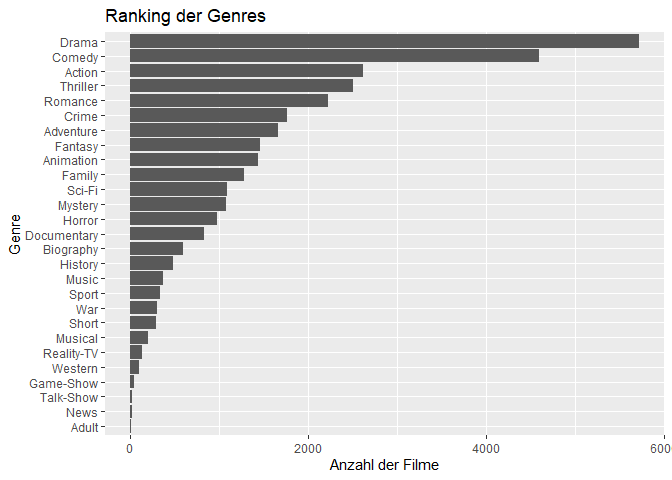 Ranking der Genres
Drama
Comedy
Action
Thriller
Romance
Crime
Adventure
Fantasy
Animation
Family
Sci-Fi
Mystery
Horror
Documentary
Biography
History
Music
Sport
War
Short
Musical
Reality-TV
Western
Game-Show
Talk-Show
News
Adult
Genre
0 2000 4000 600
Anzahl der Filme